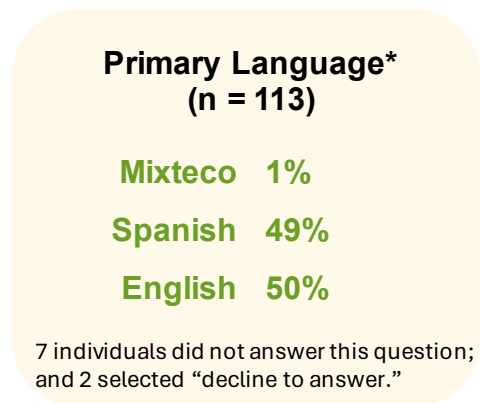 Primary Language*
(n = 113)
Mixteco 1%
Spanish 49%
English 50%
7 individuals did not answer this question;
and 2 selected “decline to answer.”